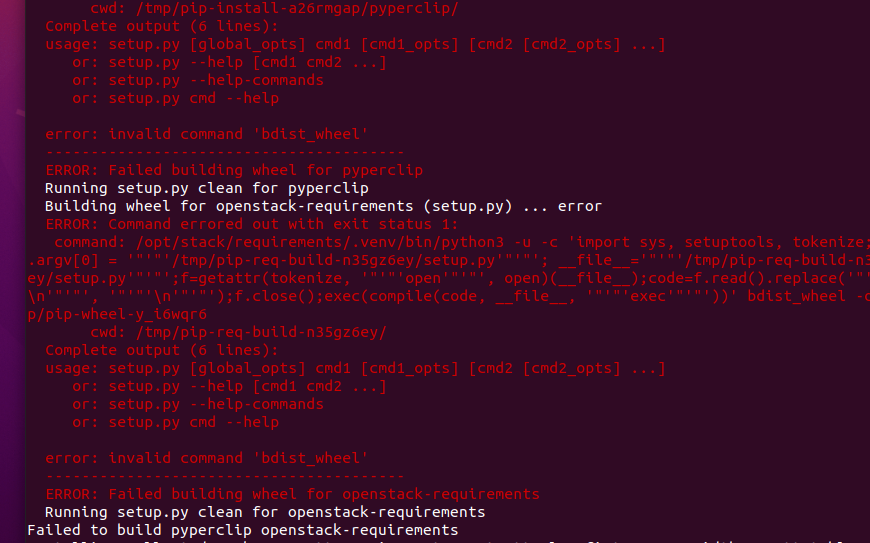 cwd: /tmp/pip-install-a26rmgap/pyperclip/
Complete output (6 lines):
usage: setup.py [global_opts] cmd1 [cmd1_opts] [cmd2 [cmd2_opts] ...]
or: setup.py --help [cmd1 cmd2 ...]
or: setup.py --help-commands
or: setup.py cmd --help
error: invalid command 'bdist_wheel'
----------------------------------------
ERROR: Failed building wheel for pyperclip
Running setup.py clean for pyperclip
Building wheel for openstack-requirements (setup.py) ... error
ERROR: Command errored out with exit status 1:
command: /opt/stack/requirements/.venv/bin/python3 -u -c 'import sys, setuptools, tokenize;
.argv[0] = '"'"'/tmp/pip-req-build-n35gz6ey/setup.py'"'"'; __file__='"'"'/tmp/pip-req-build-n3
ey/setup.py'"'"';f=getattr(tokenize, '"'"'open'"'"', open)(__file__);code=f.read().replace('"'
\n'"'"', '"'"'\n'"'"');f.close();exec(compile(code, __file__, '"'"'exec'"'"'))' bdist_wheel -d
p/pip-wheel-y_i6wqr6
cwd: /tmp/pip-req-build-n35gz6ey/
Complete output (6 lines):
usage: setup.py [global_opts] cmd1 [cmd1_opts] [cmd2 [cmd2_opts] ...]
or: setup.py --help [cmd1 cmd2 ...]
or: setup.py --help-commands
or: setup.py cmd --help
error: invalid command 'bdist_wheel'
----------------------------------------
ERROR: Failed building wheel for openstack-requirements
Running setup.py clean for openstack-requirements
Failed to build pyperclip openstack-requirements